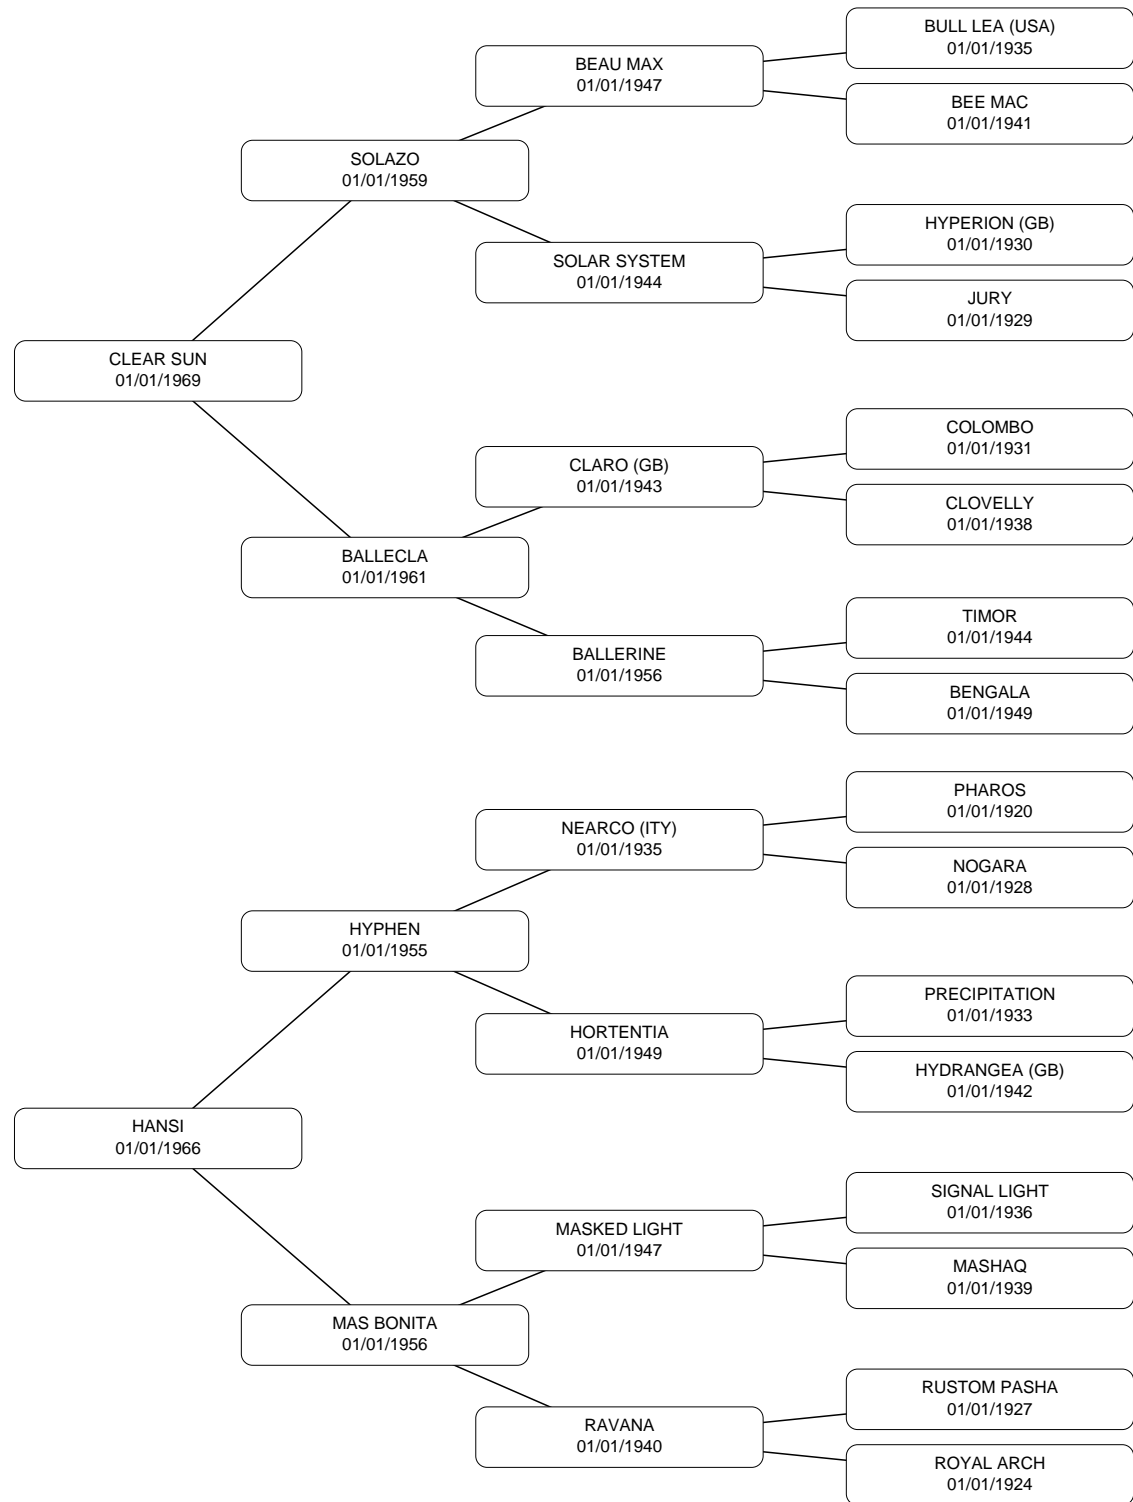 BULL LEA (USA)
01/01/1935
BEAU MAX
01/01/1947
BEE MAC
01/01/1941
SOLAZO
01/01/1959
HYPERION (GB)
01/01/1930
SOLAR SYSTEM
01/01/1944
JURY
01/01/1929
CLEAR SUN
01/01/1969
COLOMBO
01/01/1931
CLARO (GB)
01/01/1943
CLOVELLY
01/01/1938
BALLECLA
01/01/1961
TIMOR
01/01/1944
BALLERINE
01/01/1956
BENGALA
01/01/1949
PHAROS
01/01/1920
NEARCO (ITY)
01/01/1935
NOGARA
01/01/1928
HYPHEN
01/01/1955
PRECIPITATION
01/01/1933
HORTENTIA
01/01/1949
HYDRANGEA (GB)
01/01/1942
HANSI
01/01/1966
SIGNAL LIGHT
01/01/1936
MASKED LIGHT
01/01/1947
MASHAQ
01/01/1939
MAS BONITA
01/01/1956
RUSTOM PASHA
01/01/1927
RAVANA
01/01/1940
ROYAL ARCH
01/01/1924